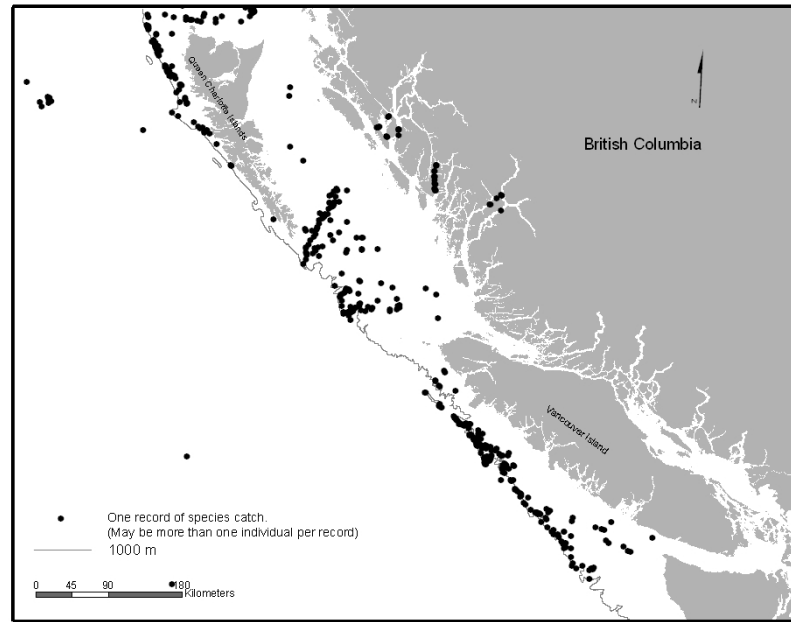 Queen Charlotte Islands
N
British Columbia
Vancouver Island
One record of species catch.
(May be more than one individual per record)
1000 m
0 45 90 180
Kilometers